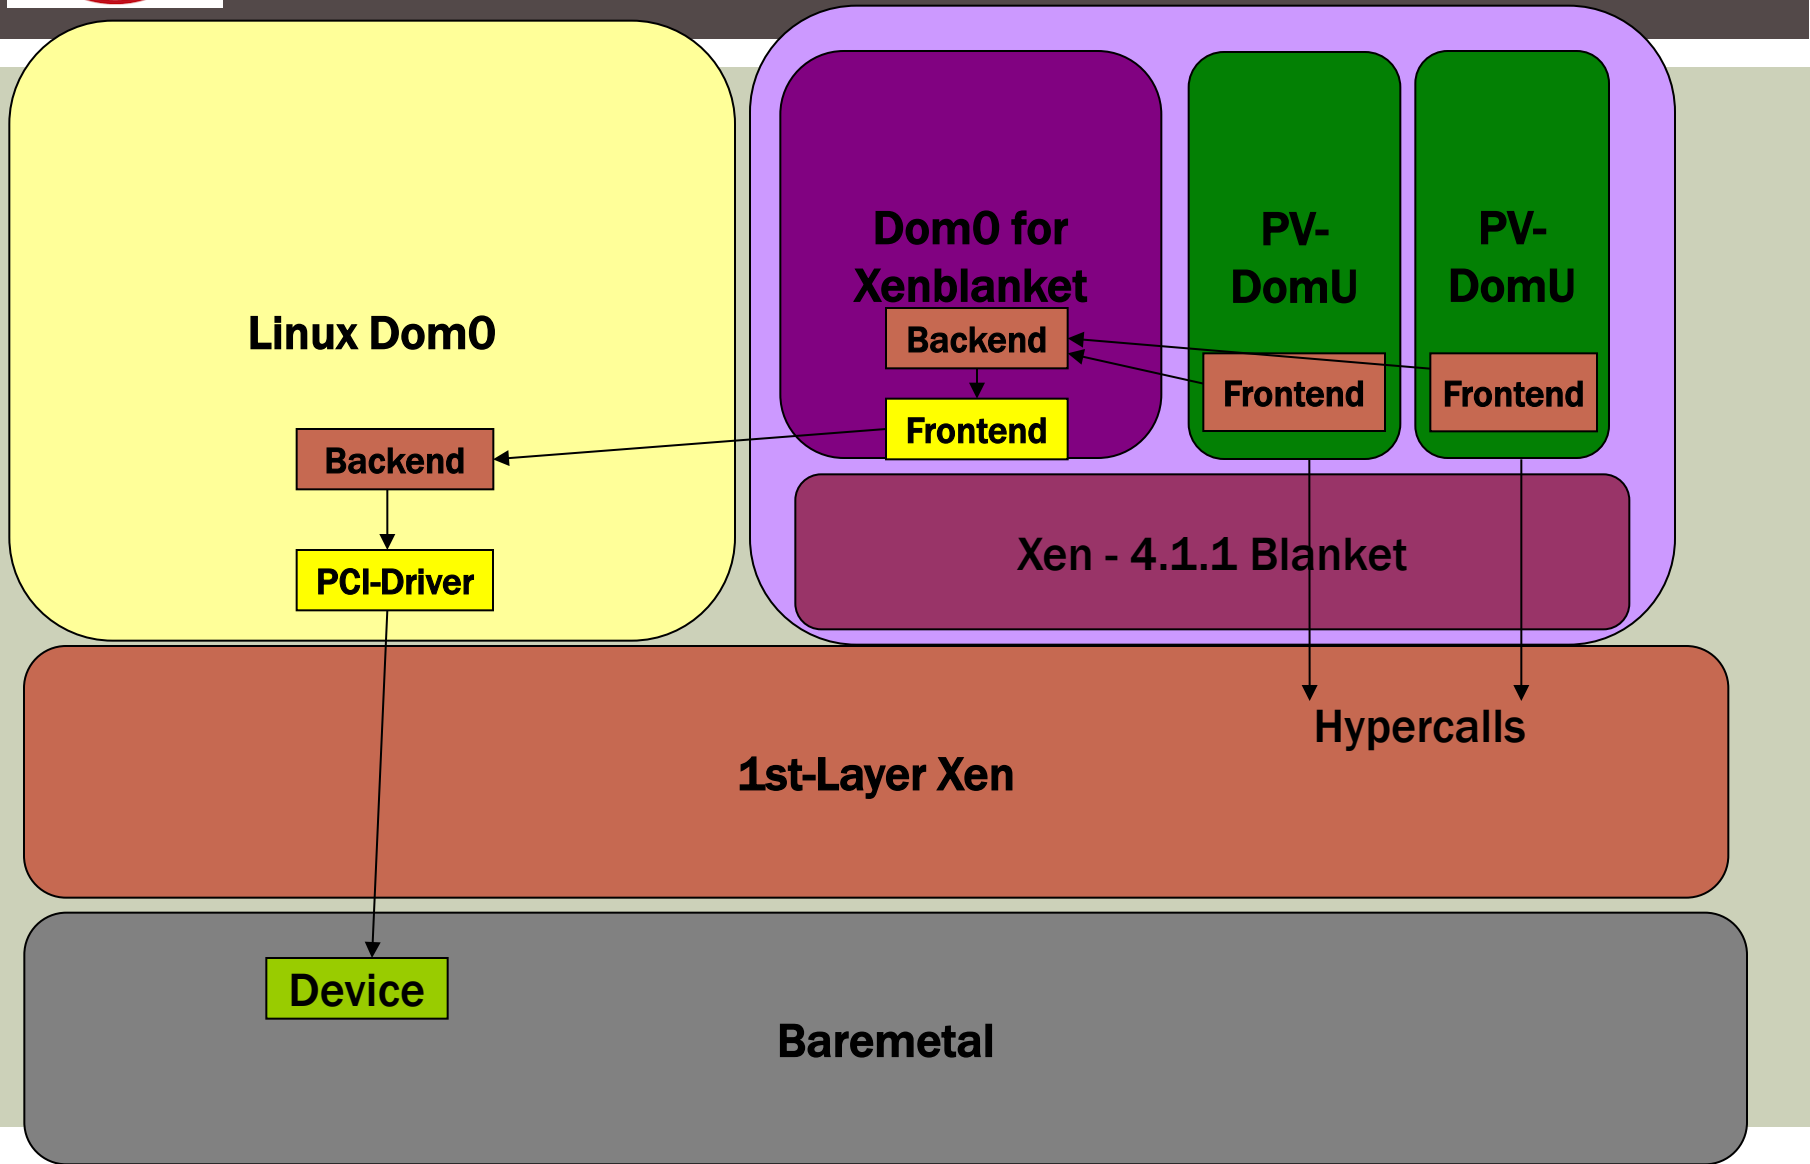 Linux Dom0
Backend
PCI-Driver
Dom0 for
Xenblanket
Backend
Frontend
PV-
DomU
Frontend
PV-
DomU
Frontend
Xen - 4.1.1 Blanket
Hypercalls
1st-Layer Xen
Device
Baremetal